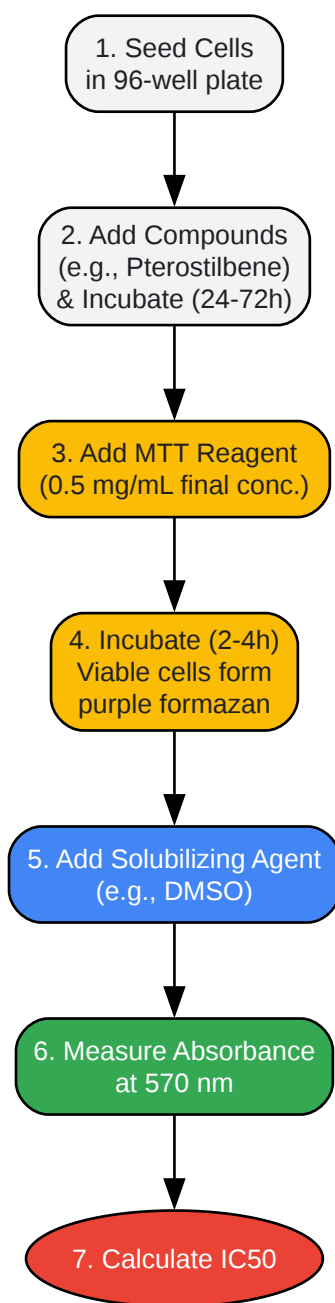 1. Seed Cells
in 96-well plate
2. Add Compounds
(e.g., Pterostilbene)
& Incubate (24-72h)
3. Add MTT Reagent
(0.5 mg/mL final conc.)
4. Incubate (2-4h)
Viable cells form
purple formazan
5. Add Solubilizing Agent
(e.g., DMSO)
6. Measure Absorbance
at 570 nm
7. Calculate IC50